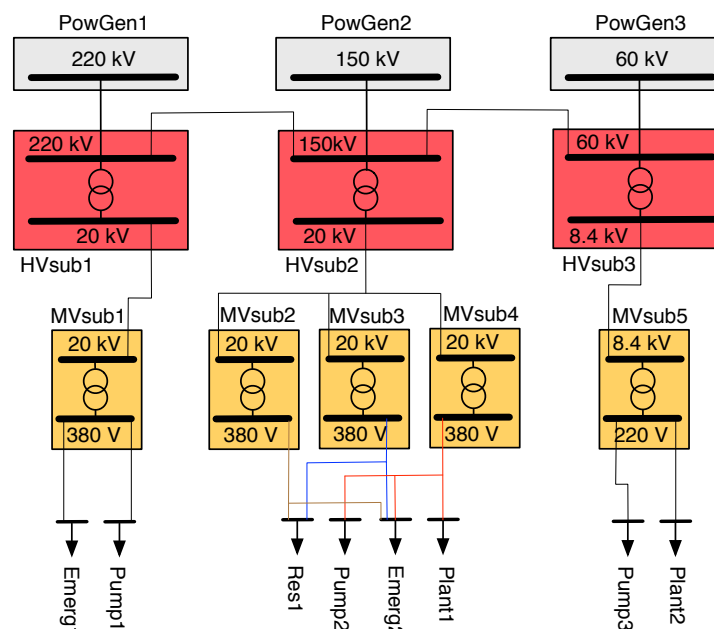 PowGen1 PowGen2 PowGen3
220 kV 150 kV 60 kV
220 kV 150kV 60 kV
20 kV 20 kV 8.4 kV
HVsub1 HVsub2 HVsub3
MVsub1 MVsub2 MVsub3 MVsub4 MVsub5
20 kV 20 kV 20 kV 20 kV 8.4 kV
380 V 380 V 380 V 380 V 220 V
Emerg1
Pump1
Res1
Pump2
Emerg2
Plant1
Pump3
Plant2